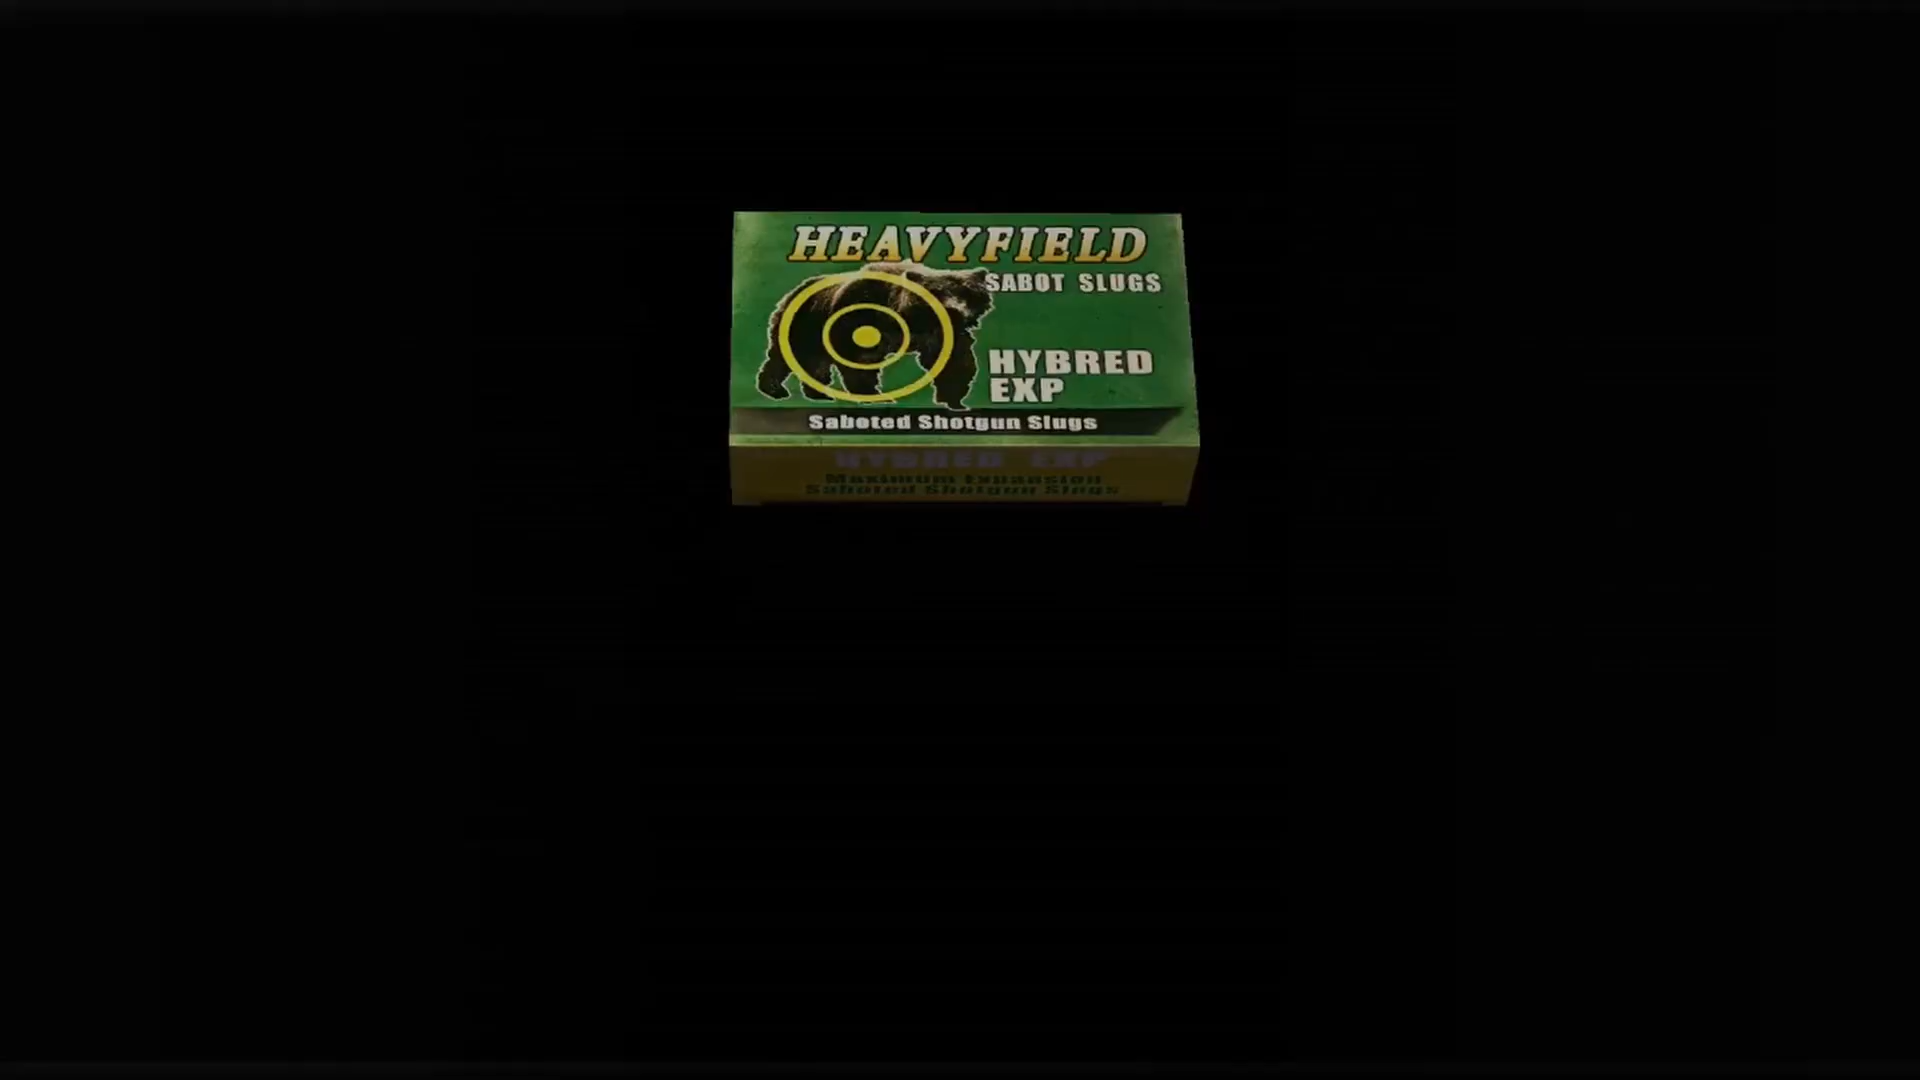 HEAVYFIELD
SABOT SLUGS
HYBRED
EXP
Saboted Shotgun Slugs
HYBRED EXP
Maximum Expansion
Saboted Shotgun Slugs